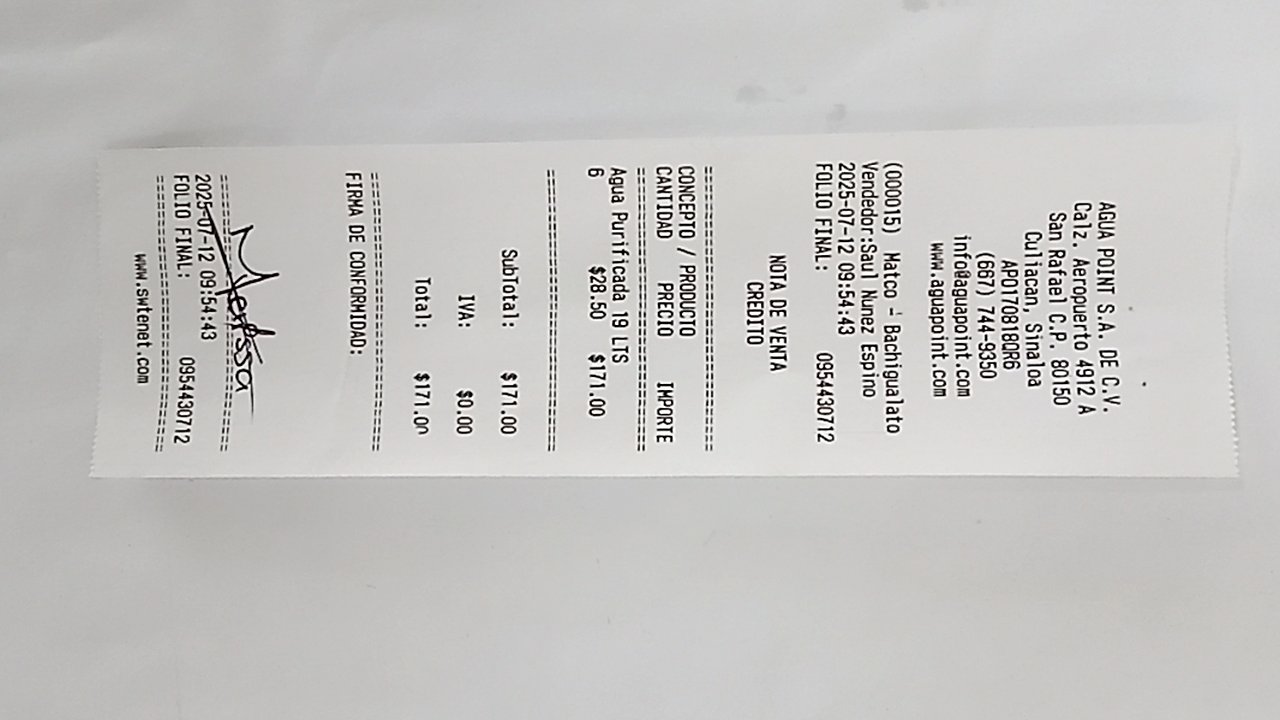 AGUA POINT S.A. DE C.V.
Calz. Aeropuerto 4912 A
San Rafael C.P. 80150
Culiacan, Sinaloa
APO170818QR6
(667) 744-9350
info@aguapoint.com
www.aguapoint.com
(000015) Matco - Bachigualato
Vendedor:Saul Nunez Espino
2025-07-12 09:54:43
FOLIO FINAL: 0954430712
NOTA DE VENTA
CREDITO
=================================
CONCEPTO / PRODUCTO
CANTIDAD PRECIO IMPORTE
=================================
Agua Purificada 19 LTS
6 $28.50 $171.00
=================================
SubTotal: $171.00
IVA: $0.00
Total: $171.00
=================================
FIRMA DE CONFORMIDAD:
=================================
2025-07-12 09:54:43
FOLIO FINAL: 0954430712
=================================
www.swtenet.com